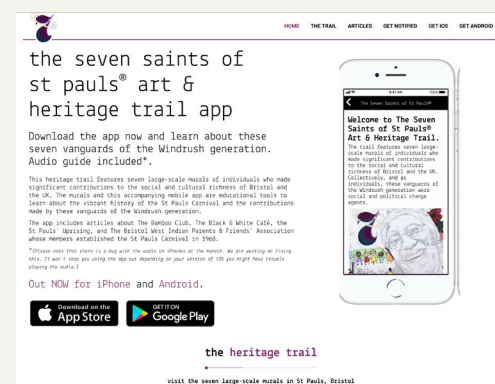 HOME THE TRAIL ARTICLES GET NOTIFIED GET IOS GET ANDROID
the seven saints of
st pauls® art &
heritage trail app
Download the app now and learn about these
seven vanguards of the Windrush generation.
Audio guide included*.
This heritage trail features seven large-scale murals of individuals who made
significant contributions to the social and cultural richness of Bristol and
the UK. The murals and accompanying mobile app are educational tools to
learn about the vibrant history of the St Pauls Carnival and the contributions
made by these vanguards of the Windrush generation.
The app includes articles about The Bamboo Club, The Black & White Café, the
St Pauls' Uprising, and The Bristol West Indian Parents & Friends' Association
whose members established the St Pauls Carnival in 1968.
*[Please note that there is a bug with the audio on iPhones at the moment. We are working on fixing
this. It won't stop you using the app but depending on your version of iOS you might have trouble
playing the audio.]
Out NOW for iPhone and Android.
Download on the
App Store
GET IT ON
Google Play
9:41 AM 100%
The Seven Saints of St Pauls®
Welcome to The Seven
Saints of St Pauls®
Art & Heritage Trail.
The trail features seven large-
scale murals of individuals who
made significant contributions
to the social and cultural
richness of Bristol and the UK.
Collectively, and as
individuals, these vanguards of
the Windrush generation
were social and political change
agents.
the heritage trail
visit the seven large-scale murals in St Pauls, Bristol